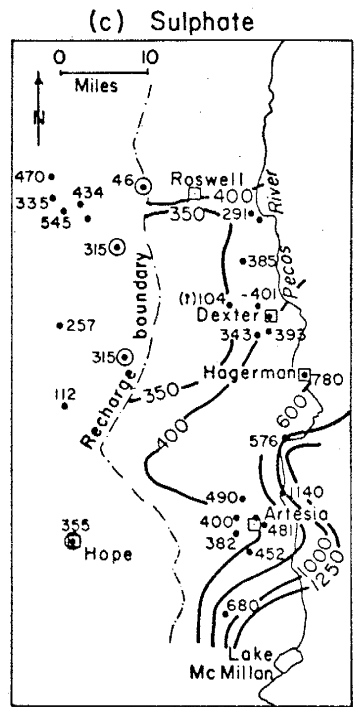 (c) Sulphate
0 10
Miles
N
470
46
Roswell
400
335
434
350
291
River
545
315
385
Pecos
(t)104
-401
Dexter
257
343
393
315
boundary
Hagerman
780
350
Recharge
112
400
600
576
490
1140
400
Artesia
481
355
382
452
Hope
1000
1250
680
Lake
McMillan